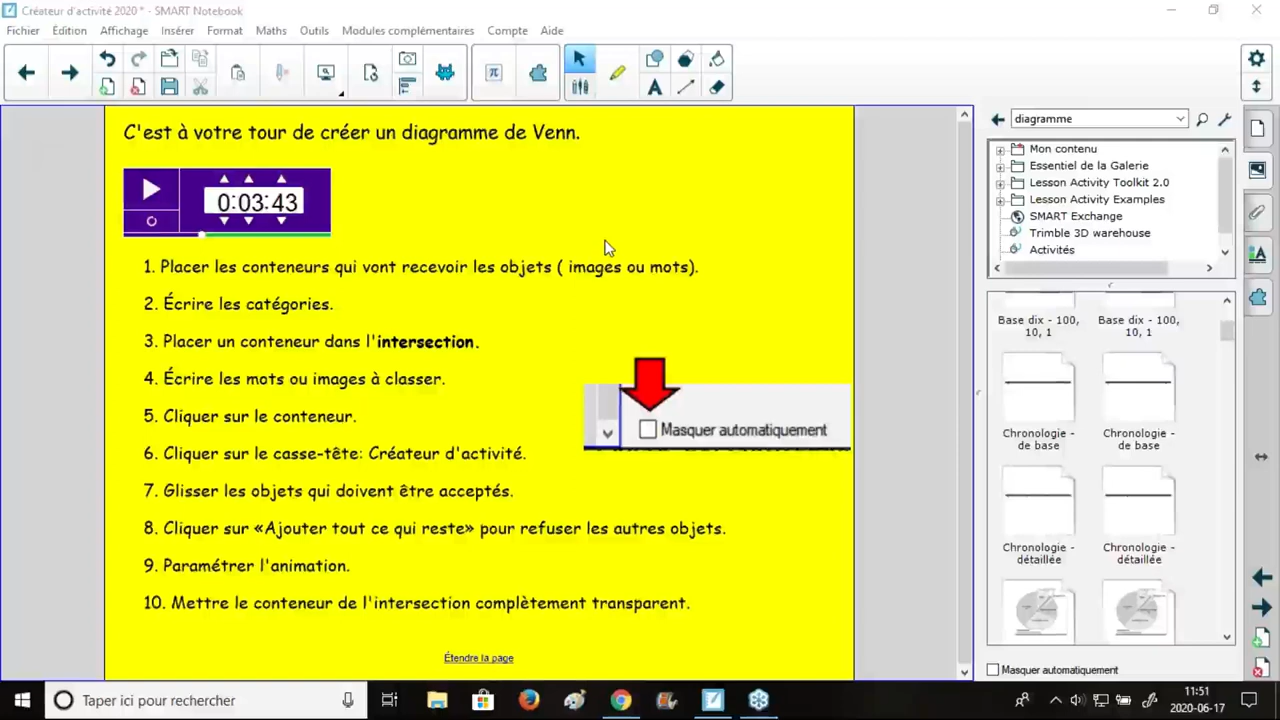 Créateur d'activité 2020 * - SMART Notebook
Fichier Édition Affichage Insérer Format Maths Outils Modules complémentaires Compte Aide
π
A
C'est à votre tour de créer un diagramme de Venn.
0:03:43
1. Placer les conteneurs qui vont recevoir les objets ( images ou mots).
2. Écrire les catégories.
3. Placer un conteneur dans l'intersection.
4. Écrire les mots ou images à classer.
5. Cliquer sur le conteneur.
Masquer automatiquement
6. Cliquer sur le casse-tête: Créateur d'activité.
7. Glisser les objets qui doivent être acceptés.
8. Cliquer sur «Ajouter tout ce qui reste» pour refuser les autres objets.
9. Paramétrer l'animation.
10. Mettre le conteneur de l'intersection complètement transparent.
Étendre la page
diagramme
Mon contenu
Essentiel de la Galerie
Lesson Activity Toolkit 2.0
Lesson Activity Examples
SMART Exchange
Trimble 3D warehouse
Activités
Base dix - 100, Base dix - 100,
10, 1 10, 1
Chronologie - Chronologie -
de base de base
Chronologie - Chronologie -
détaillée détaillée
Masquer automatiquement
Taper ici pour rechercher
11:51
2020-06-17